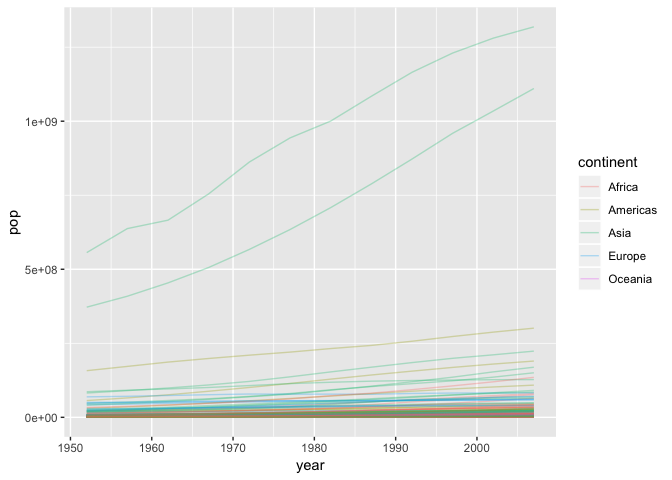 1e+09
5e+08
0e+00
pop
1950 1960 1970 1980 1990 2000
year
continent
Africa
Americas
Asia
Europe
Oceania